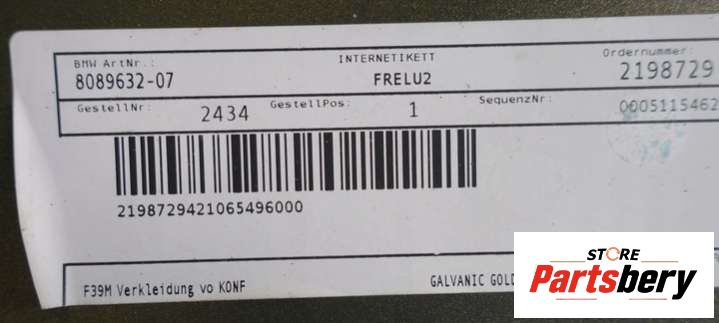 BMW ArtNr.: INTERNETIKETT Ordernummer:
8089632-07 FRELU2 2198729
GestellNr: 2434 GestellPos: 1 SequenzNr: 0005115462
2198729421065496000
F39M Verkleidung vo KONF GALVANIC GOLD
STORE
Partsbery